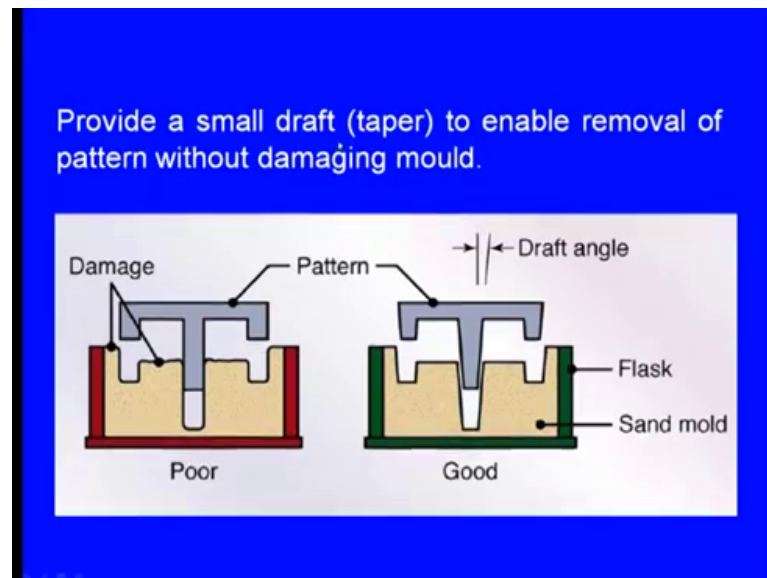 Provide a small draft (taper) to enable removal of
pattern without damaging mould.
Damage
Pattern
Draft angle
Flask
Sand mold
Poor
Good